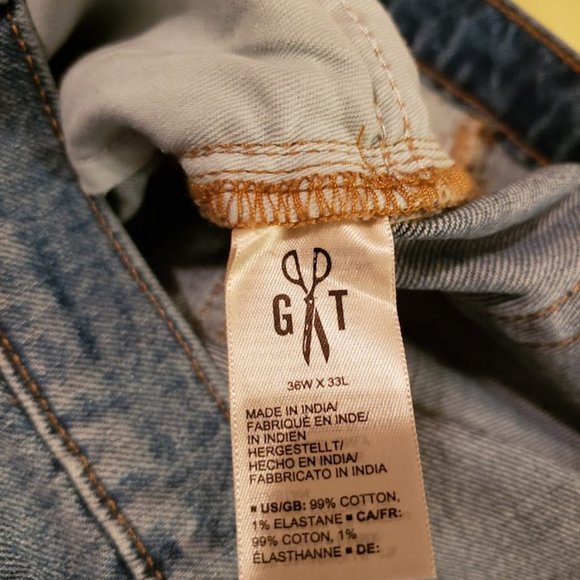 G T
36W X 33L
MADE IN INDIA/
FABRIQUÉ EN INDE/
IN INDIEN
HERGESTELLT/
HECHO EN INDIA/
FABBRICATO IN INDIA
▪ US/GB: 99% COTTON,
1% ELASTANE ▪ CA/FR:
99% COTON, 1%
ÉLASTHANNE ▪ DE: